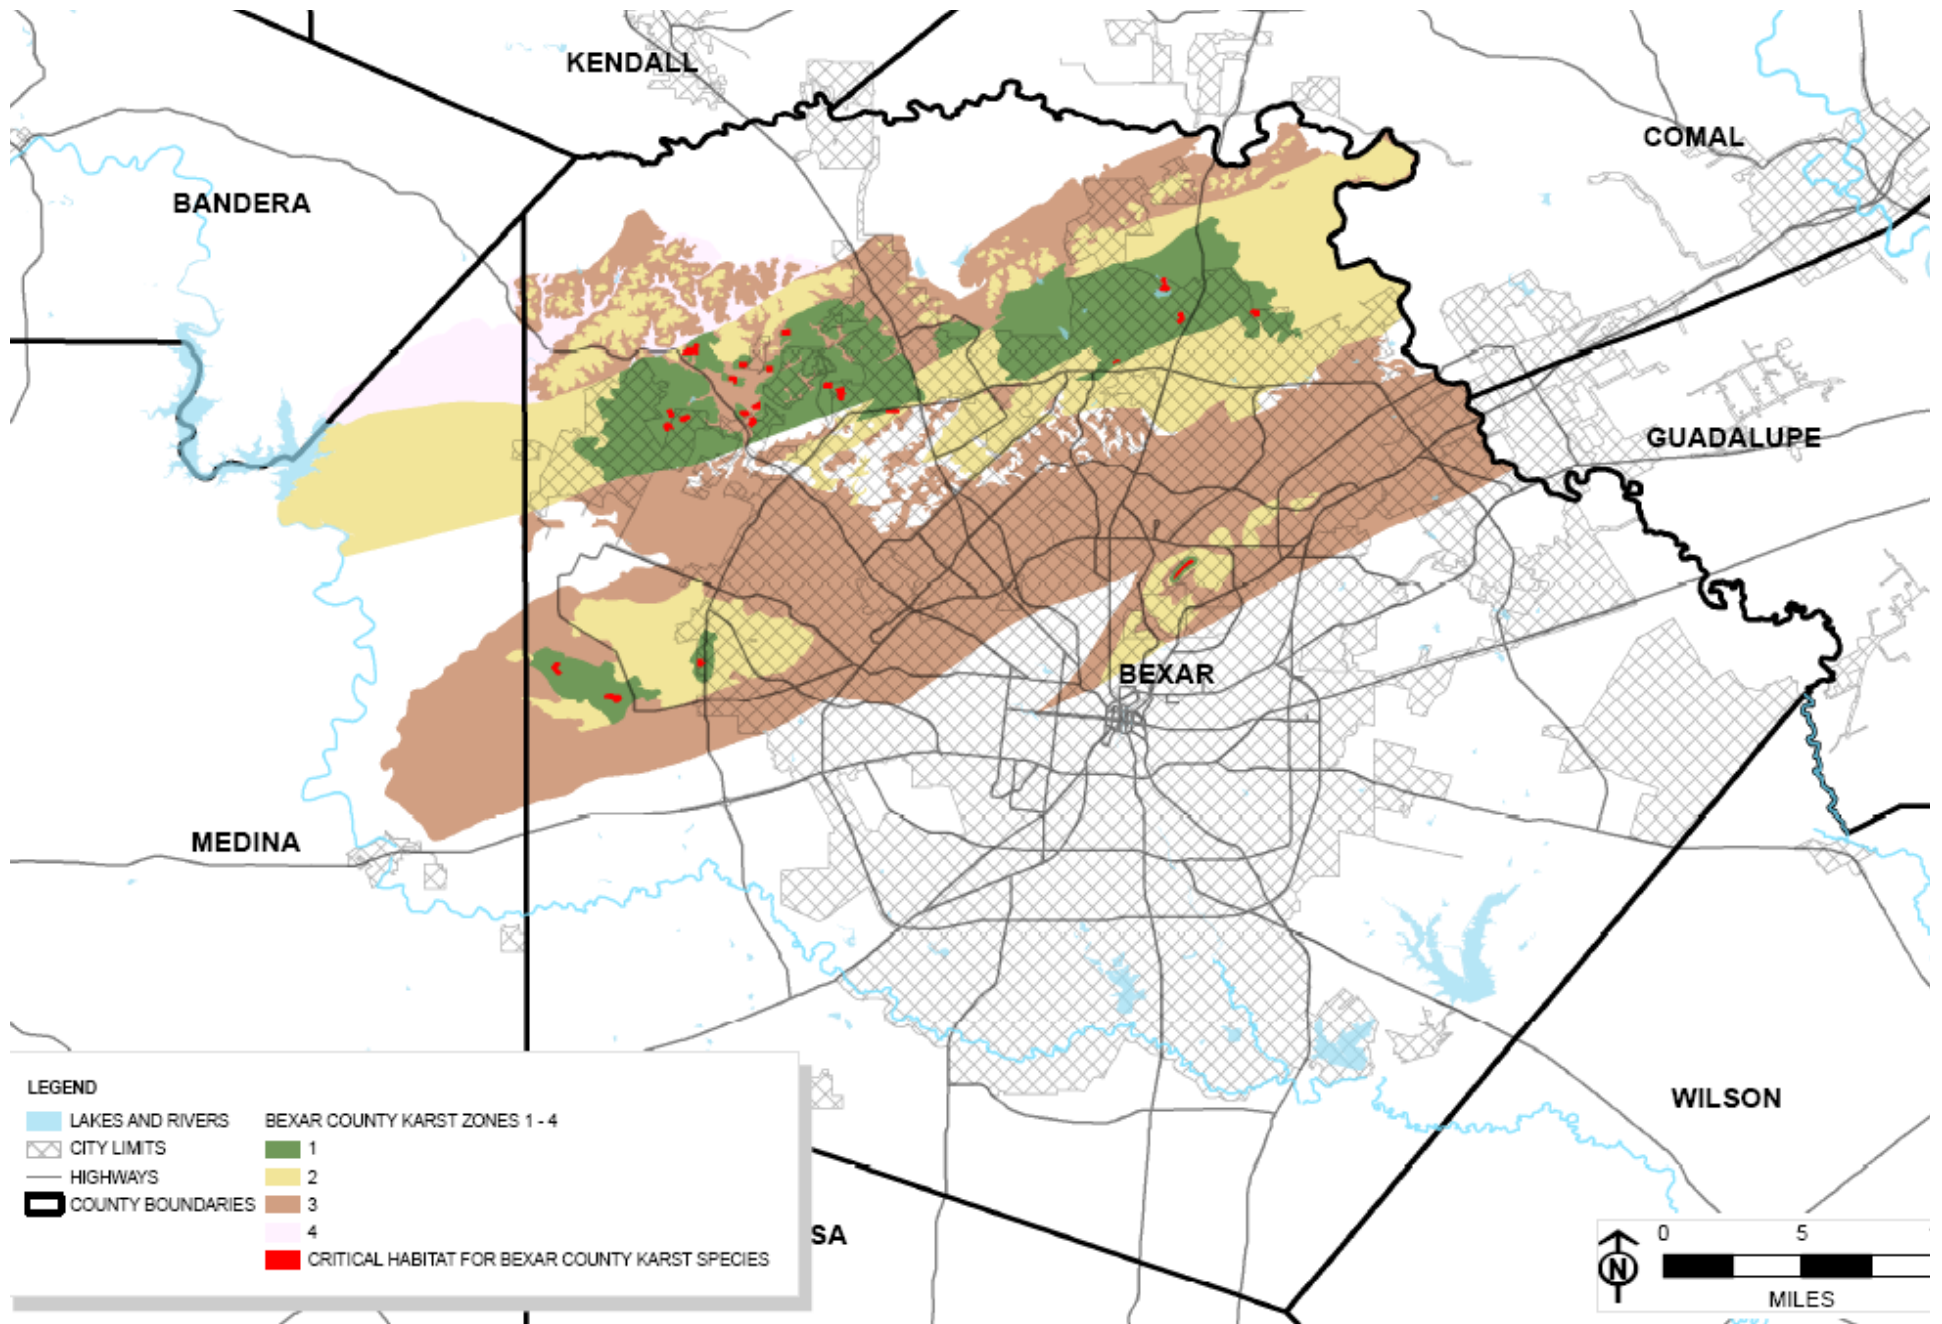 KENDALL
COMAL
BANDERA
GUADALUPE
BEXAR
MEDINA
WILSON
SA
LEGEND
LAKES AND RIVERS
CITY LIMITS
HIGHWAYS
COUNTY BOUNDARIES
BEXAR COUNTY KARST ZONES 1 - 4
1
2
3
4
CRITICAL HABITAT FOR BEXAR COUNTY KARST SPECIES
N
0 5
MILES